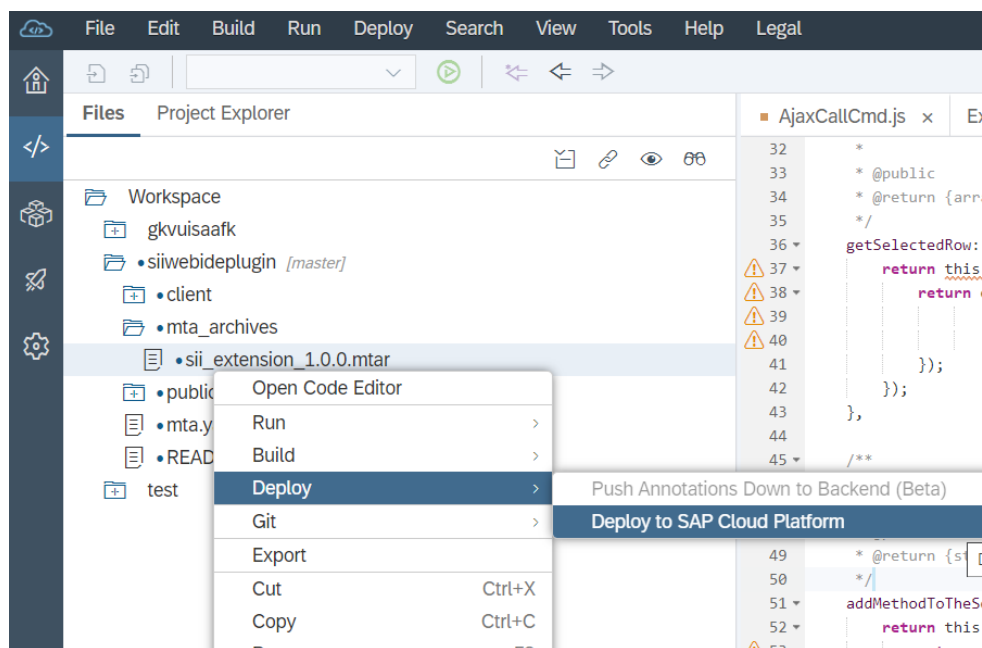 File Edit Build Run Deploy Search View Tools Help Legal
Files Project Explorer
Workspace
gkvuisaafk
siiwebideplugin [master]
client
mta_archives
sii_extension_1.0.0.mtar
public
mta.y
READ
test
Open Code Editor
Run
Build
Deploy
Git
Export
Cut Ctrl+X
Copy Ctrl+C
Push Annotations Down to Backend (Beta)
Deploy to SAP Cloud Platform
AjaxCallCmd.js × Ex
32 *
33 * @public
34 * @return {arr
35 */
36 getSelectedRow:
37 return this
38 return
39
40
41 });
42 });
43 },
44
45 /**
49 * @return {st
50 */
51 addMethodToTheS
52 return this
53